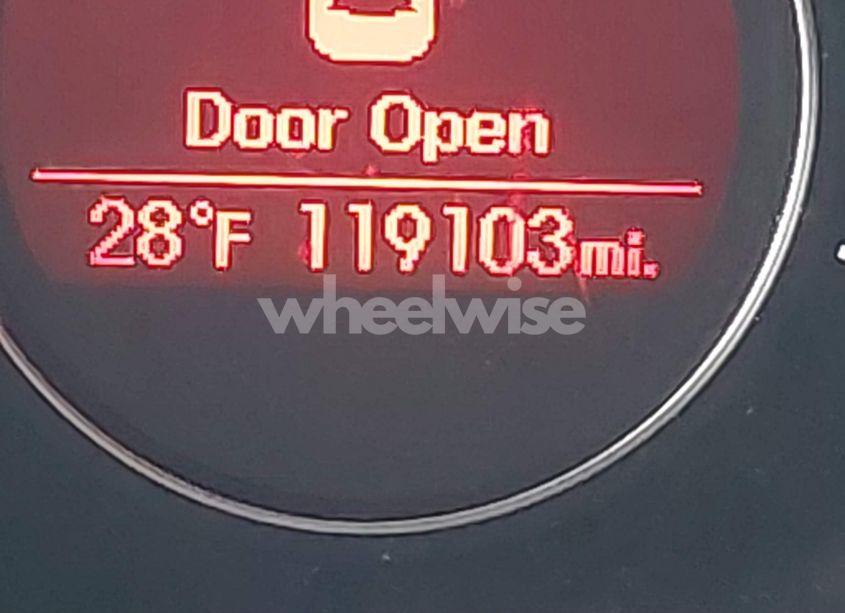 Door Open
28°F 119103mi.
wheelwise